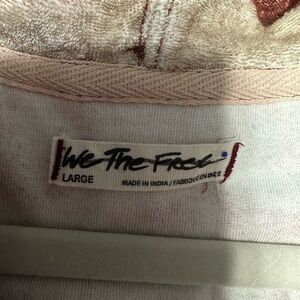 We The Free
LARGE
MADE IN INDIA / FABRIQUÉ EN INDE